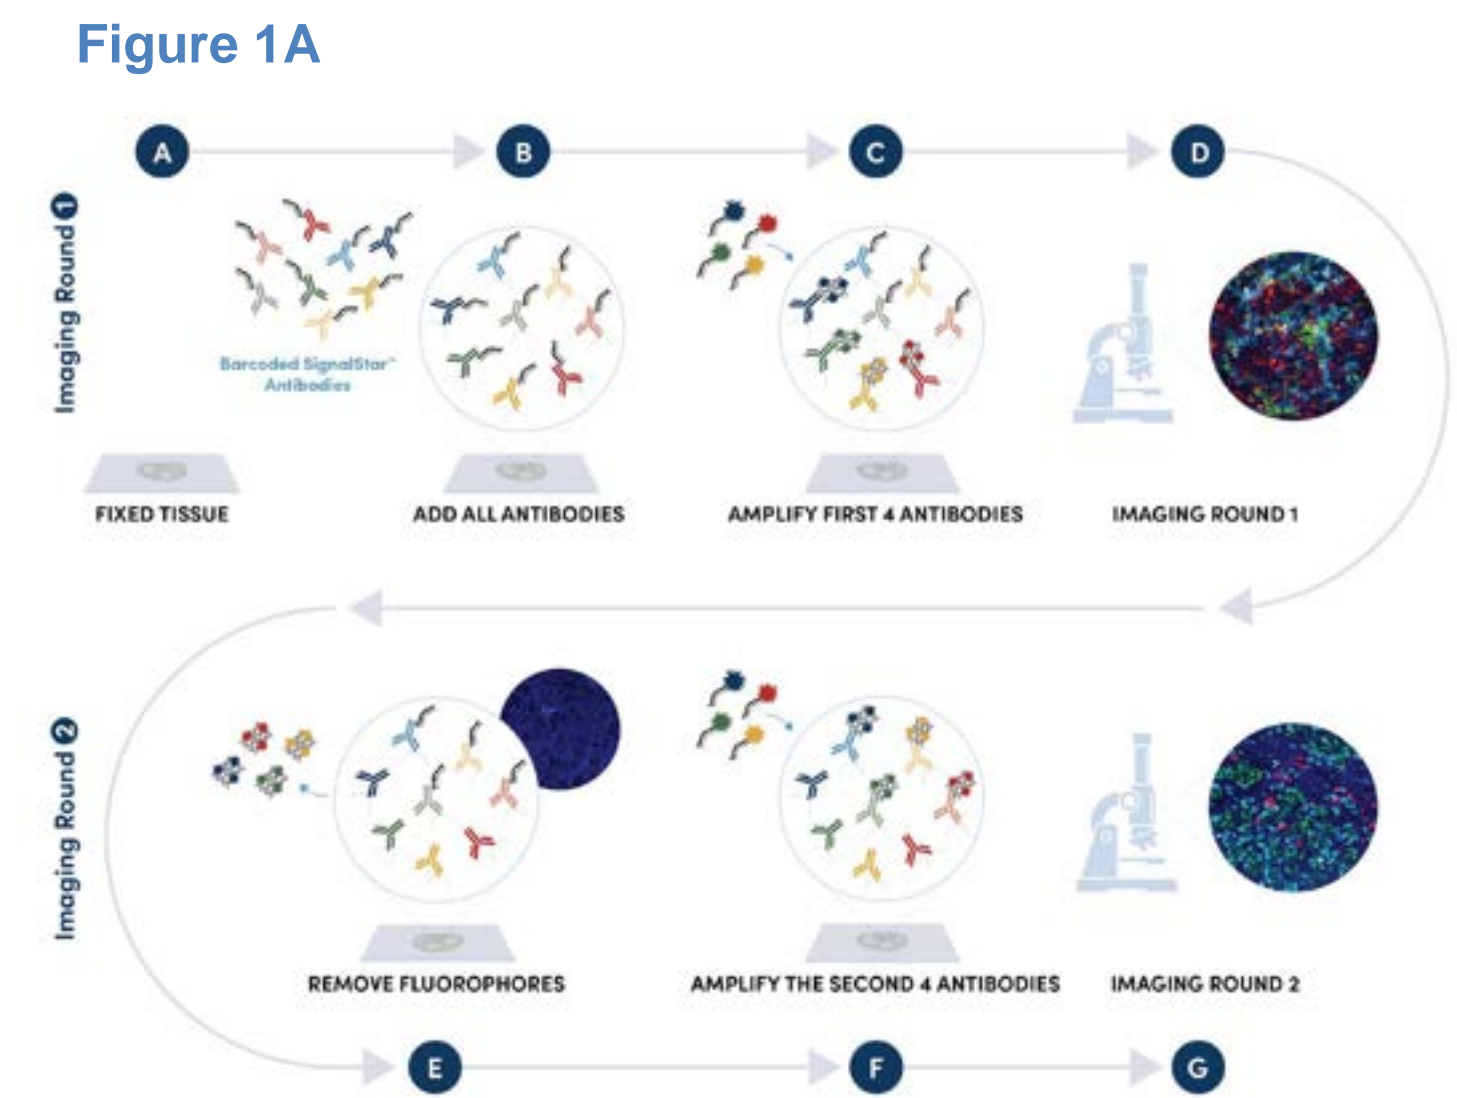 Figure 1A
A
B
C
D
Imaging Round 1
Barcoded SignalStar™
Antibodies
FIXED TISSUE
ADD ALL ANTIBODIES
AMPLIFY FIRST 4 ANTIBODIES
IMAGING ROUND 1
Imaging Round 2
REMOVE FLUOROPHORES
AMPLIFY THE SECOND 4 ANTIBODIES
IMAGING ROUND 2
E
F
G